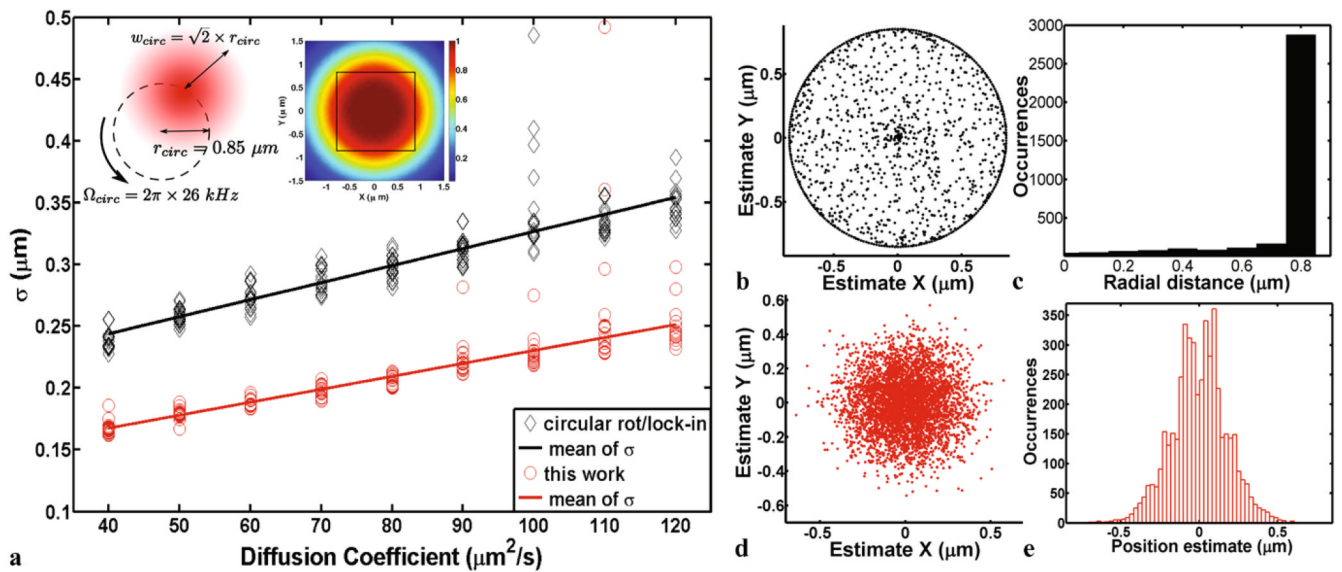 0.5
0.45
0.4
0.35
0.3
0.25
0.2
0.15
0.1
σ (μm)
40 50 60 70 80 90 100 110 120
Diffusion Coefficient (μm²/s)
a
w_circ = √2 × r_circ
r_circ = 0.85 μm
Ω_circ = 2π × 26 kHz
1.5
1
0.5
0
-0.5
-1
-1.5
Y (μ m)
-1 -0.5 0 0.5 1 1.5
X (μ m)
1
0.8
0.6
0.4
0.2
circular rot/lock-in
mean of σ
this work
mean of σ
0.5
0
-0.5
Estimate Y (μm)
-0.5 0 0.5
b Estimate X (μm)
3000
2500
2000
1500
1000
500
Occurrences
0 0.2 0.4 0.6 0.8
c Radial distance (μm)
0.6
0.4
0.2
0
-0.2
-0.4
-0.6
Estimate Y (μm)
-0.5 0 0.5
d Estimate X (μm)
350
300
250
200
150
100
50
Occurrences
-0.5 0 0.5
e Position estimate (μm)